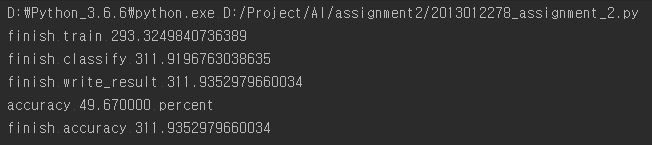 D:₩Python_3.6.6₩python.exe D:/Project/AI/assignment2/2013012278_assignment_2.py
finish train 293.3249840736389
finish classify 311.9196763038635
finish write_result 311.9352979660034
accuracy 49.670000 percent
finish accuracy 311.9352979660034